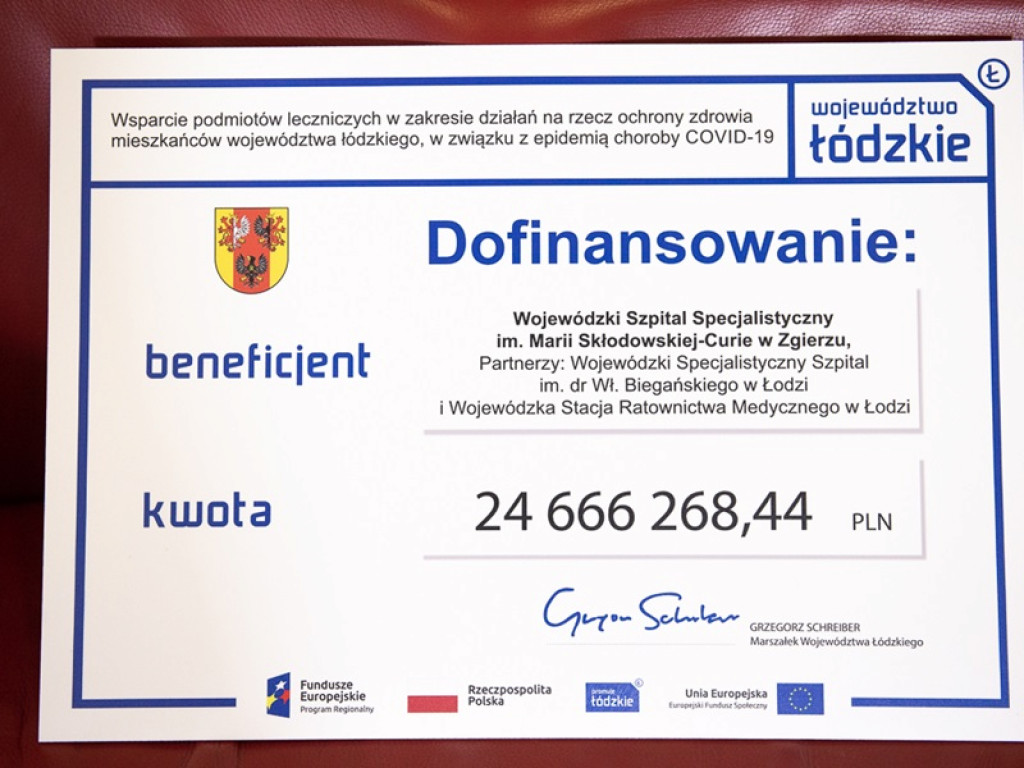 Wsparcie podmiotów leczniczych w zakresie działań na rzecz ochrony zdrowia
mieszkańców województwa łódzkiego, w związku z epidemią choroby COVID-19
Ł
województwo
łódzkie
Dofinansowanie:
beneficjent
Wojewódzki Szpital Specjalistyczny
im. Marii Skłodowskiej-Curie w Zgierzu,
Partnerzy: Wojewódzki Specjalistyczny Szpital
im. dr Wł. Biegańskiego w Łodzi
i Wojewódzka Stacja Ratownictwa Medycznego w Łodzi
kwota
24 666 268,44 PLN
GRZEGORZ SCHREIBER
Marszałek Województwa Łódzkiego
Fundusze
Europejskie
Program Regionalny
Rzeczpospolita
Polska
promuje
łódzkie
Unia Europejska
Europejski Fundusz Społeczny